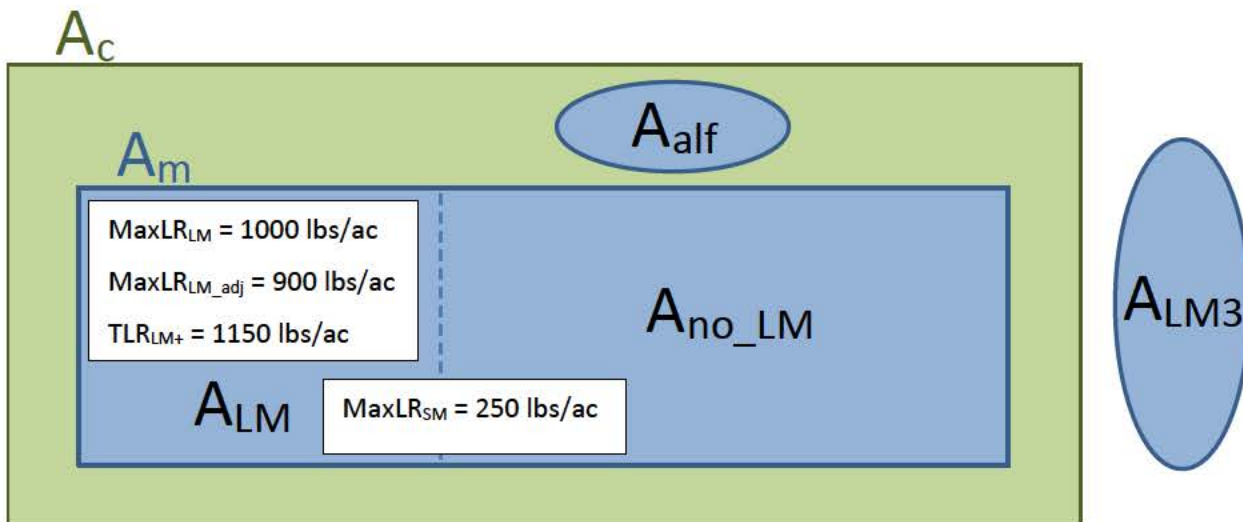 Ac
Aalf
Am
MaxLRLM = 1000 lbs/ac
MaxLRLM_adj = 900 lbs/ac
TLRLM+ = 1150 lbs/ac
Ano_LM
ALM3
ALM
MaxLRSM = 250 lbs/ac